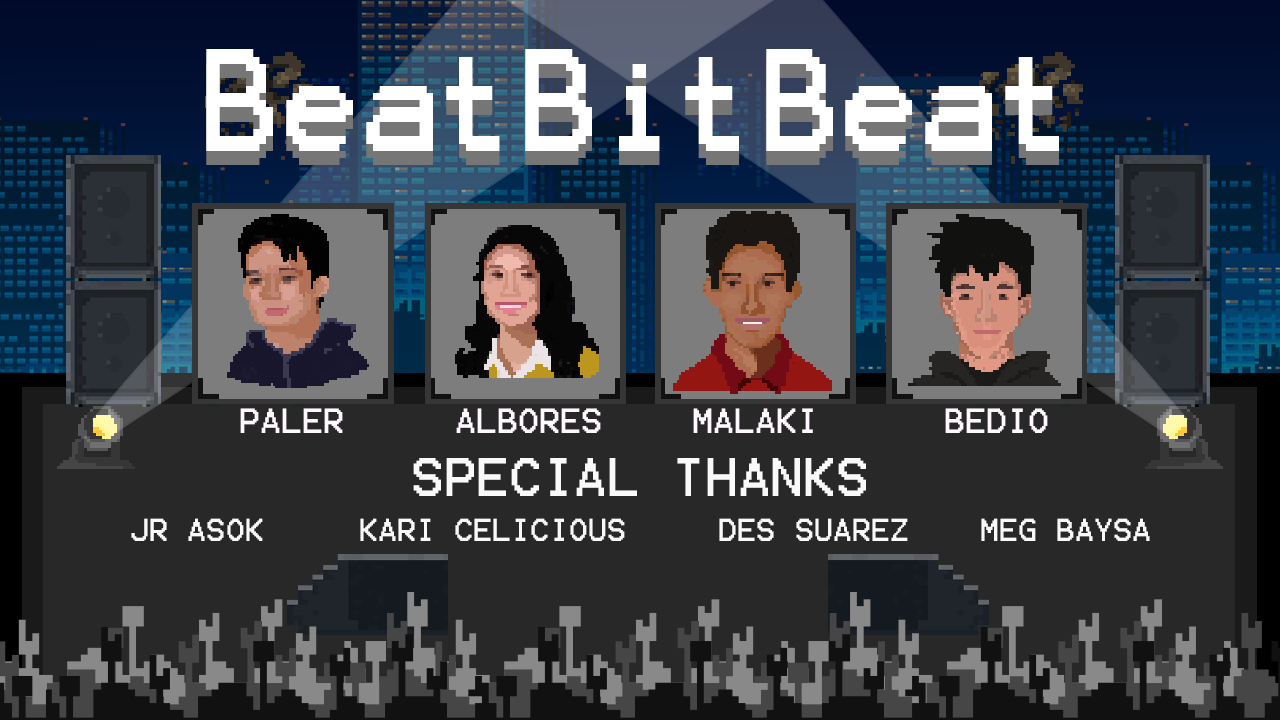 BeatBitBeat
PALER ALBORES MALAKI BEDIO
SPECIAL THANKS
JR ASOK KARI CELICIOUS DES SUAREZ MEG BAYSA